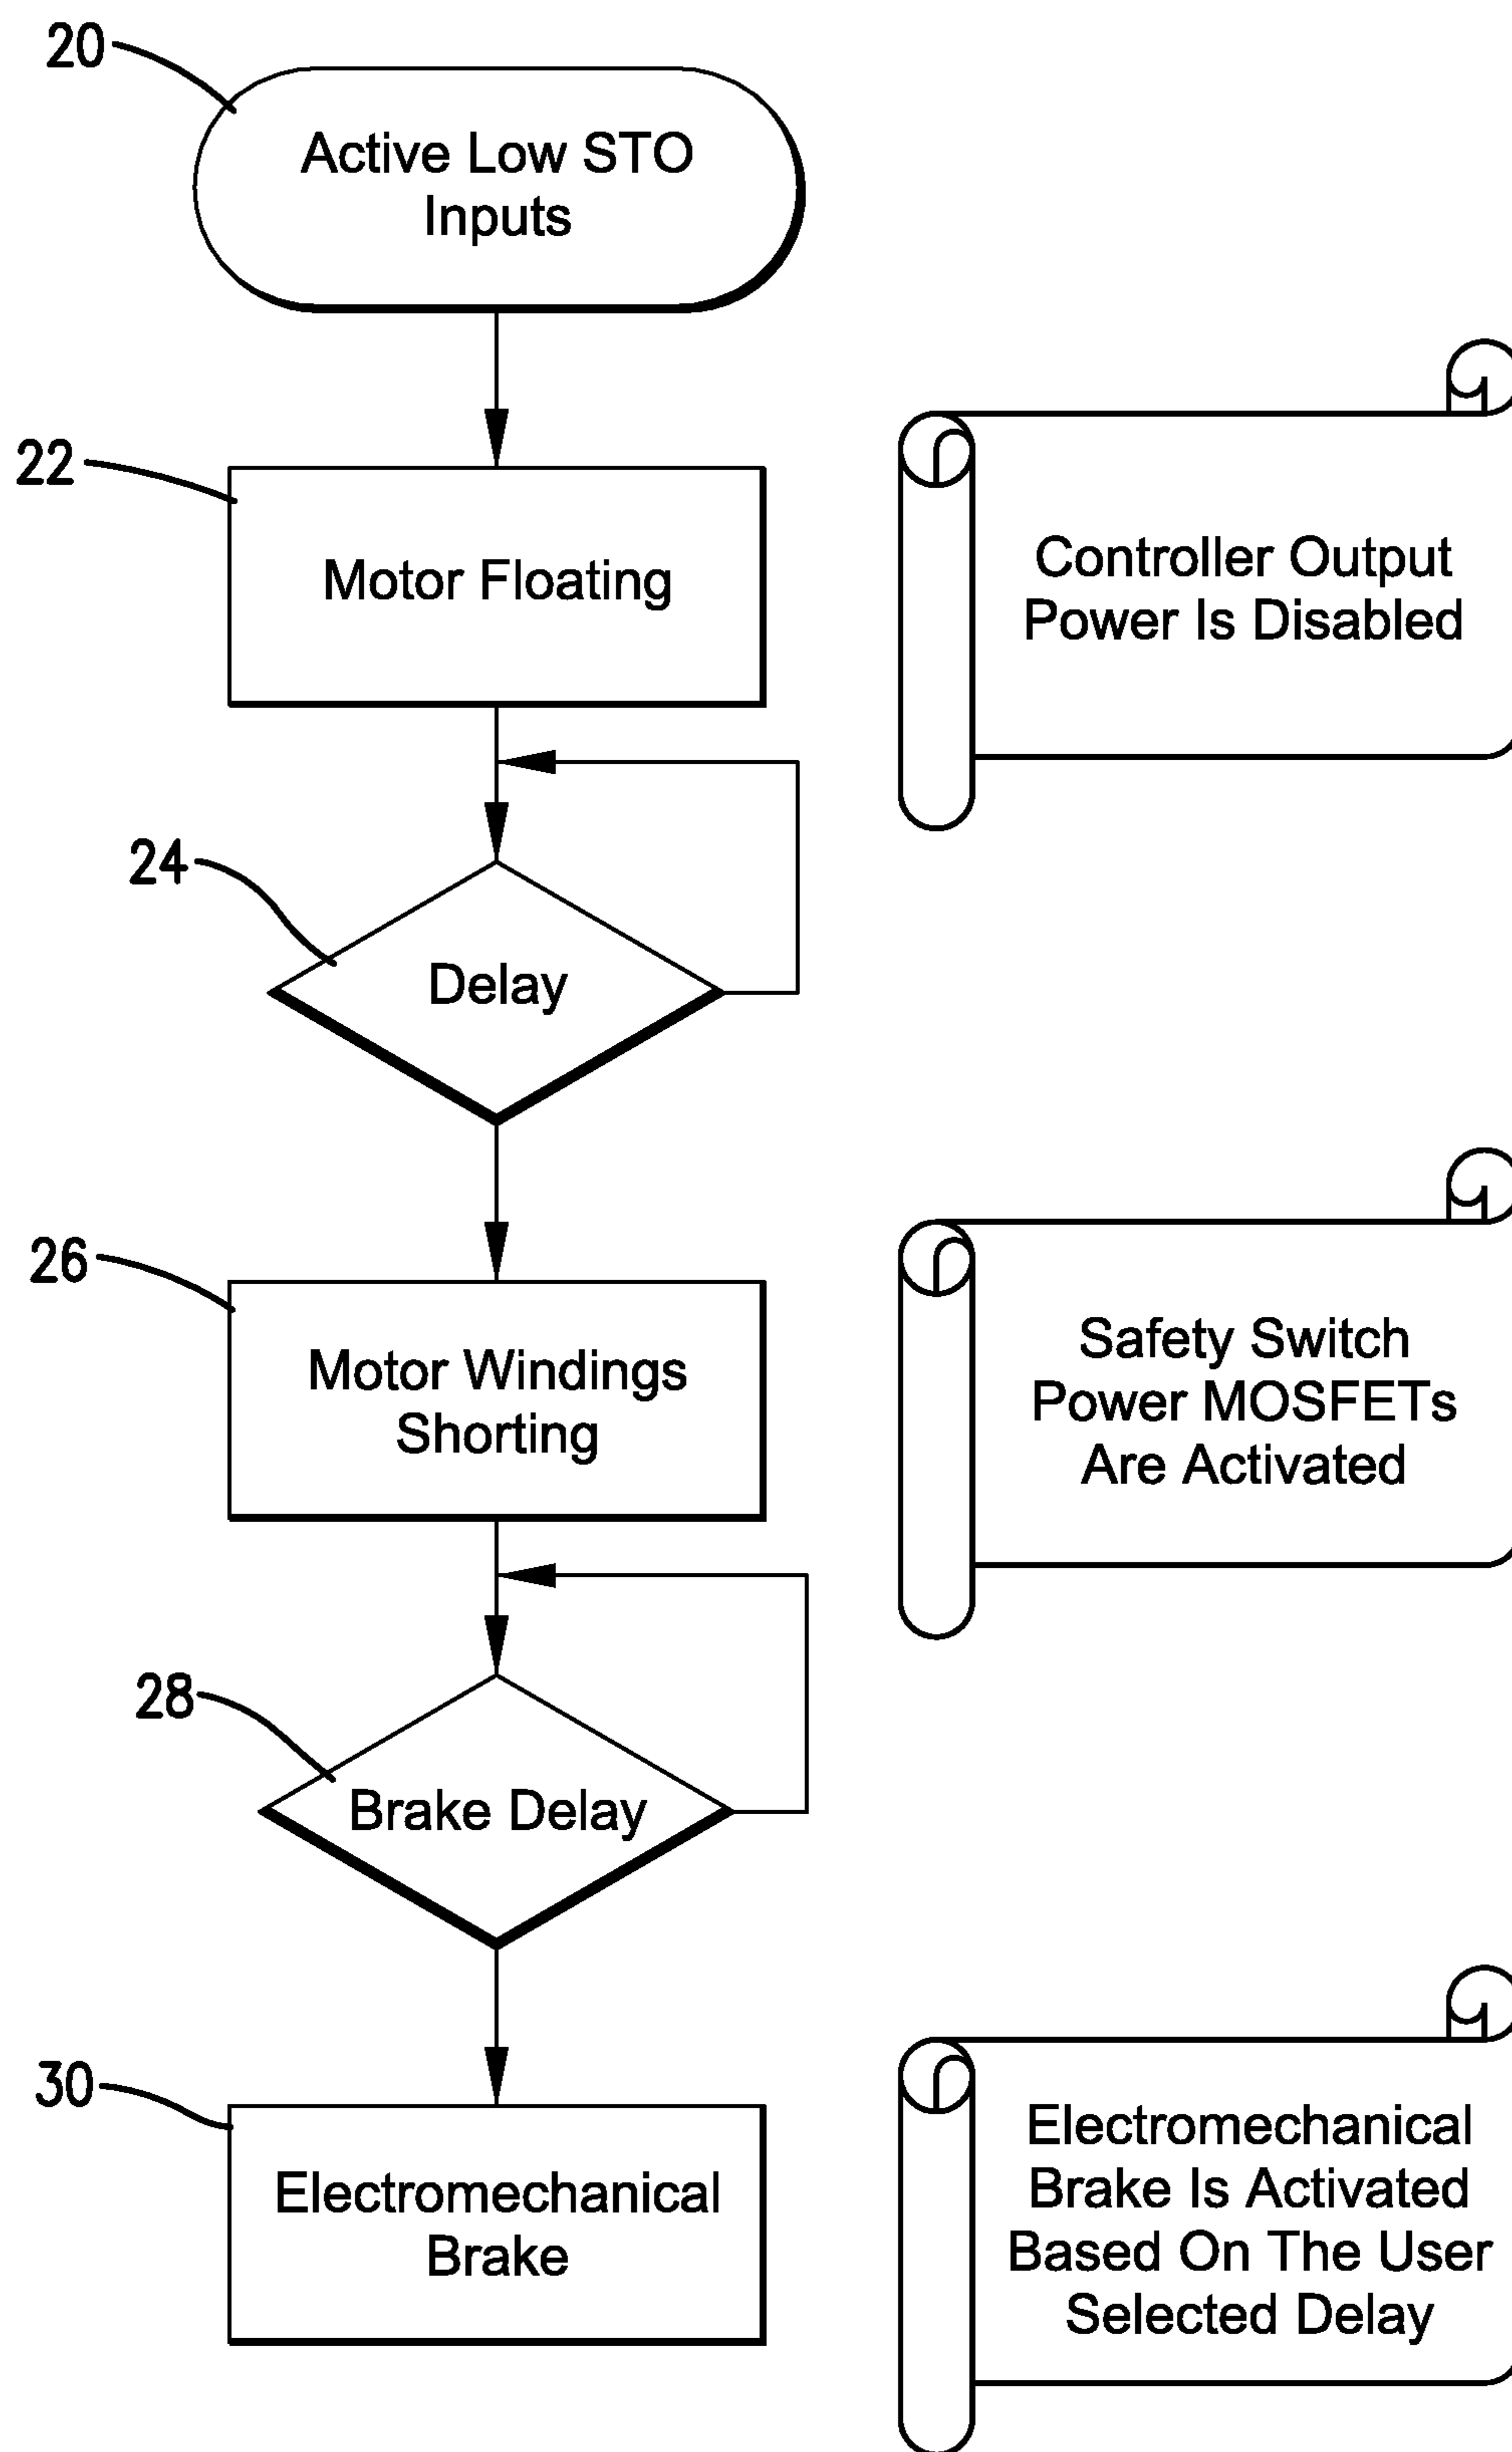 20
Active Low STO
Inputs
22
Motor Floating
Controller Output
Power Is Disabled
24
Delay
26
Motor Windings
Shorting
Safety Switch
Power MOSFETs
Are Activated
28
Brake Delay
30
Electromechanical
Brake
Electromechanical
Brake Is Activated
Based On The User
Selected Delay